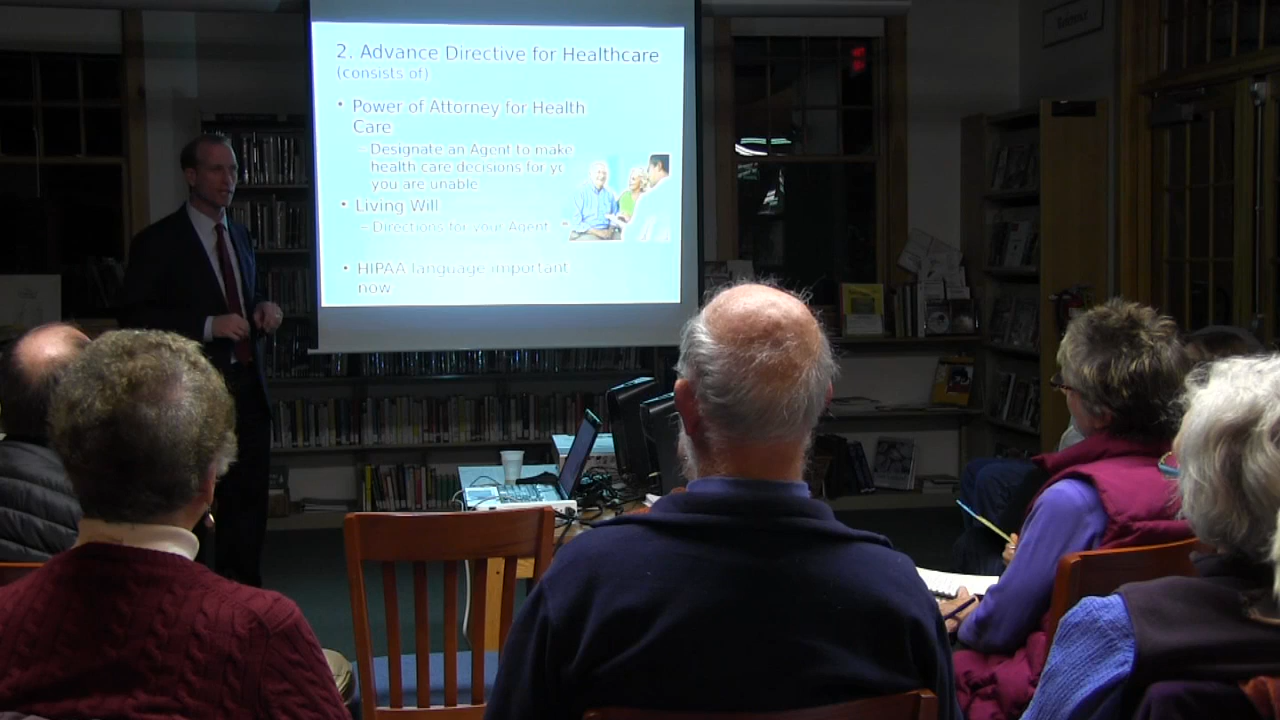 2. Advance Directive for Healthcare
(consists of)
• Power of Attorney for Health
Care
– Designate an Agent to make
health care decisions for yo
you are unable
• Living Will
– Directions for your Agent
• HIPAA language important
now